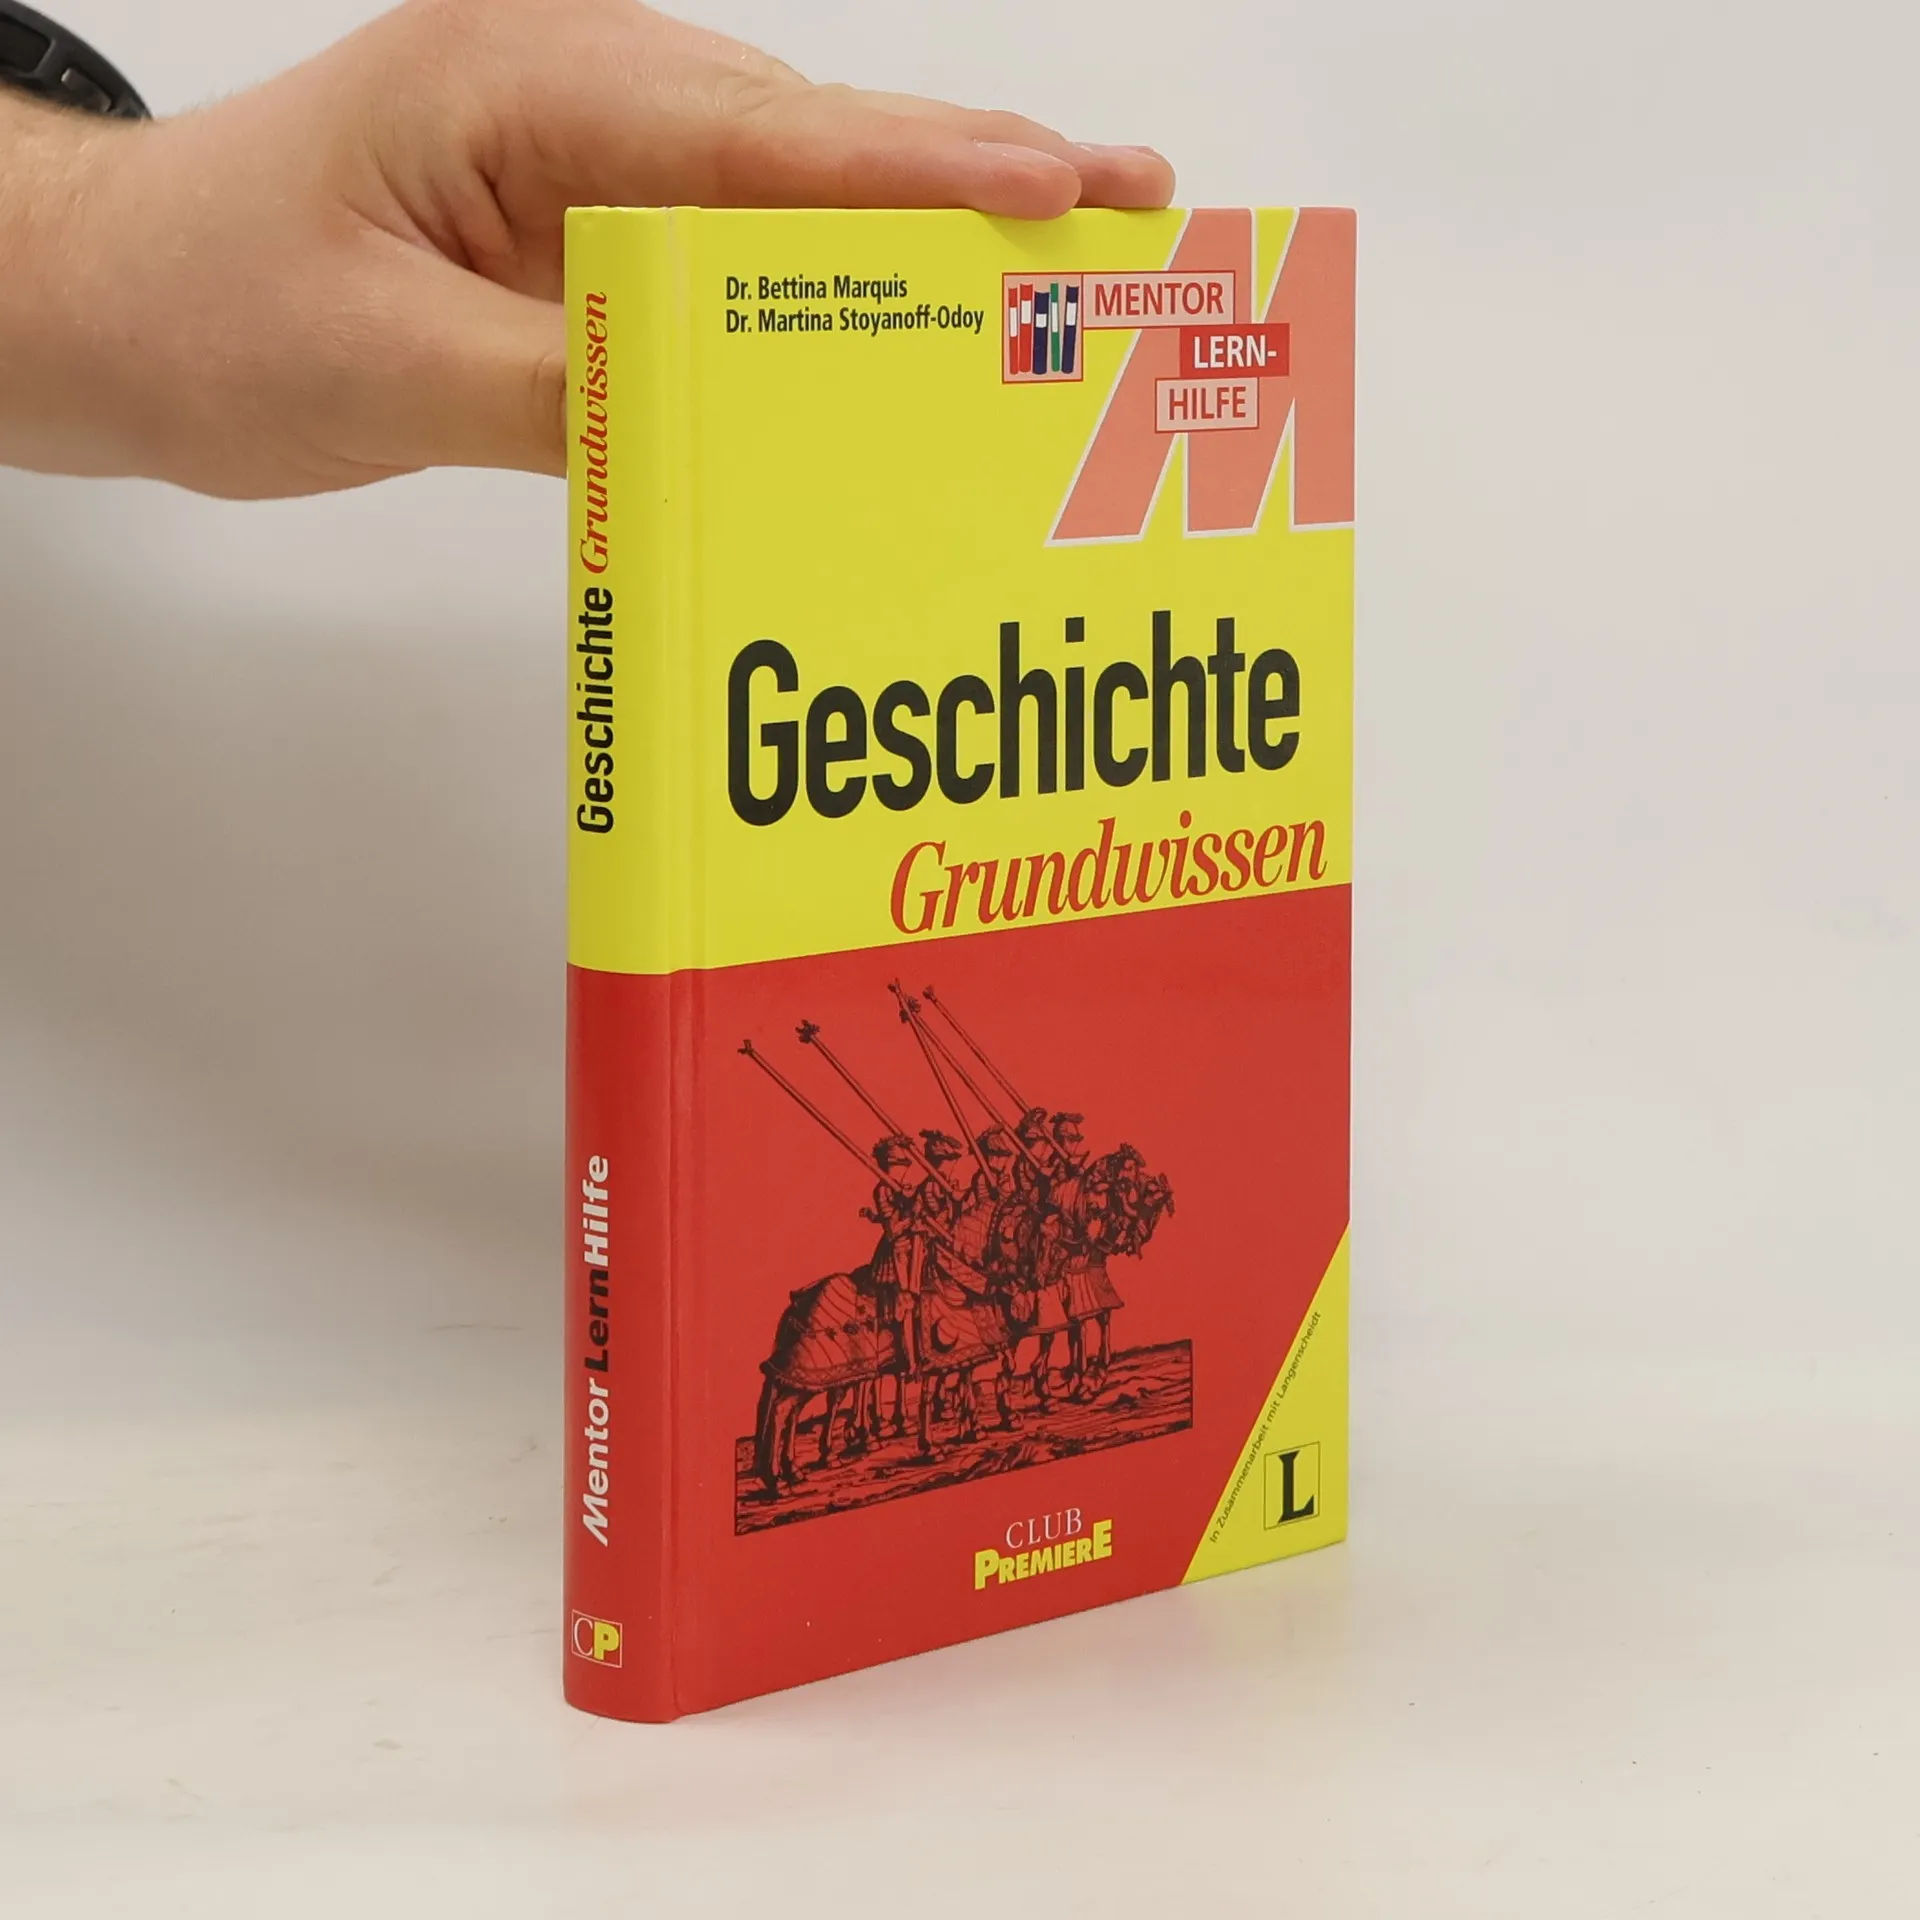 Dr. Bettina Marquis
Dr. Martina Stoyanoff-Odoy
MENTOR
LERN-
HILFE
Geschichte
Grundwissen
CLUB
PREMIERE
In Zusammenarbeit mit Langenscheidt
L
Geschichte Grundwissen
Mentor LernHilfe
CP